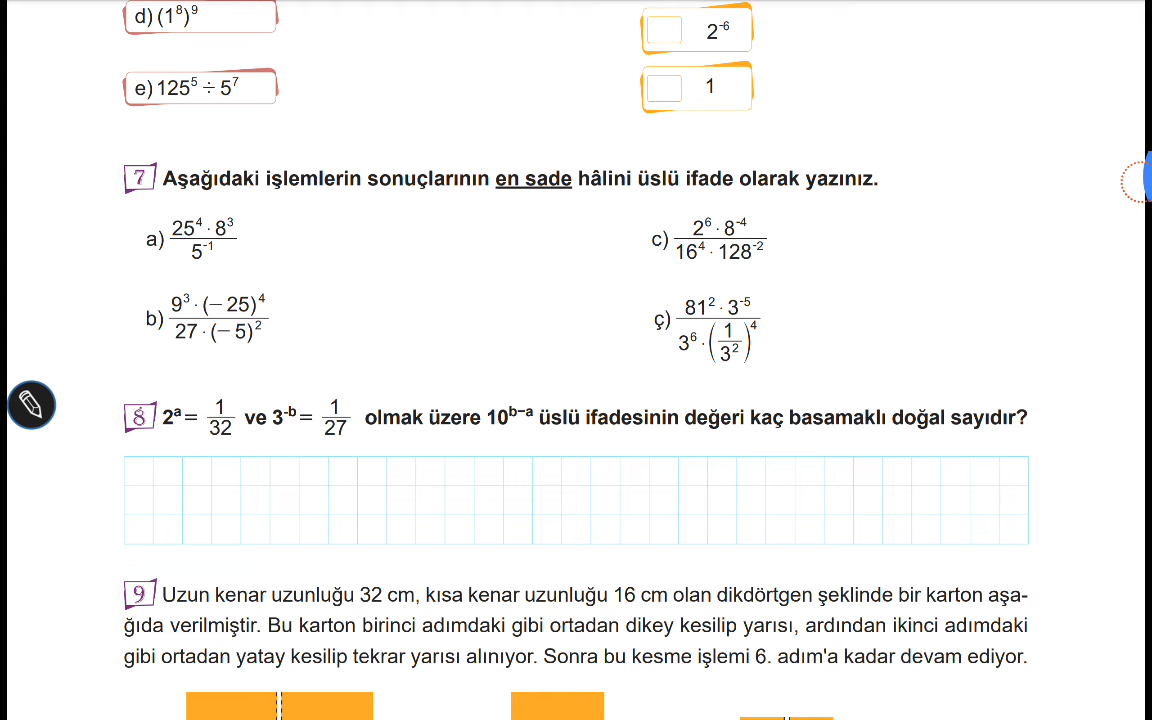 d) (1⁸)⁹
2⁻⁶
e) 125⁵ ÷ 5⁷
1
7 Aşağıdaki işlemlerin sonuçlarının en sade hâlini üslü ifade olarak yazınız.
a) 25⁴ · 8³ / 5⁻¹
c) 2⁶ · 8⁻⁴ / 16⁴ · 128⁻²
b) 9³ · (– 25)⁴ / 27 · (– 5)²
ç) 81² · 3⁻⁵ / 3⁶ · (1 / 3²)⁴
8 2ᵃ = 1/32 ve 3⁻ᵇ = 1/27 olmak üzere 10ᵇ⁻ᵃ üslü ifadesinin değeri kaç basamaklı doğal sayıdır?
9 Uzun kenar uzunluğu 32 cm, kısa kenar uzunluğu 16 cm olan dikdörtgen şeklinde bir karton aşa-
ğıda verilmiştir. Bu karton birinci adımdaki gibi ortadan dikey kesilip yarısı, ardından ikinci adımdaki
gibi ortadan yatay kesilip tekrar yarısı alınıyor. Sonra bu kesme işlemi 6. adım'a kadar devam ediyor.